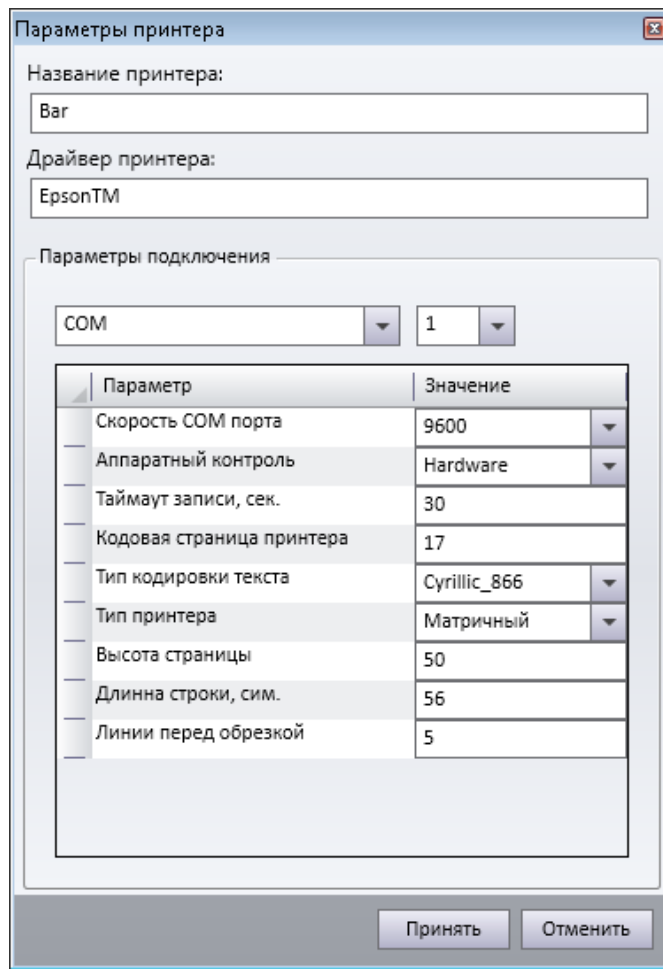 Параметры принтера
Название принтера:
Bar
Драйвер принтера:
EpsonTM
Параметры подключения
COM 1
Параметр Значение
Скорость COM порта 9600
Аппаратный контроль Hardware
Таймаут записи, сек. 30
Кодовая страница принтера 17
Тип кодировки текста Cyrillic_866
Тип принтера Матричный
Высота страницы 50
Длинна строки, сим. 56
Линии перед обрезкой 5
Принять Отменить